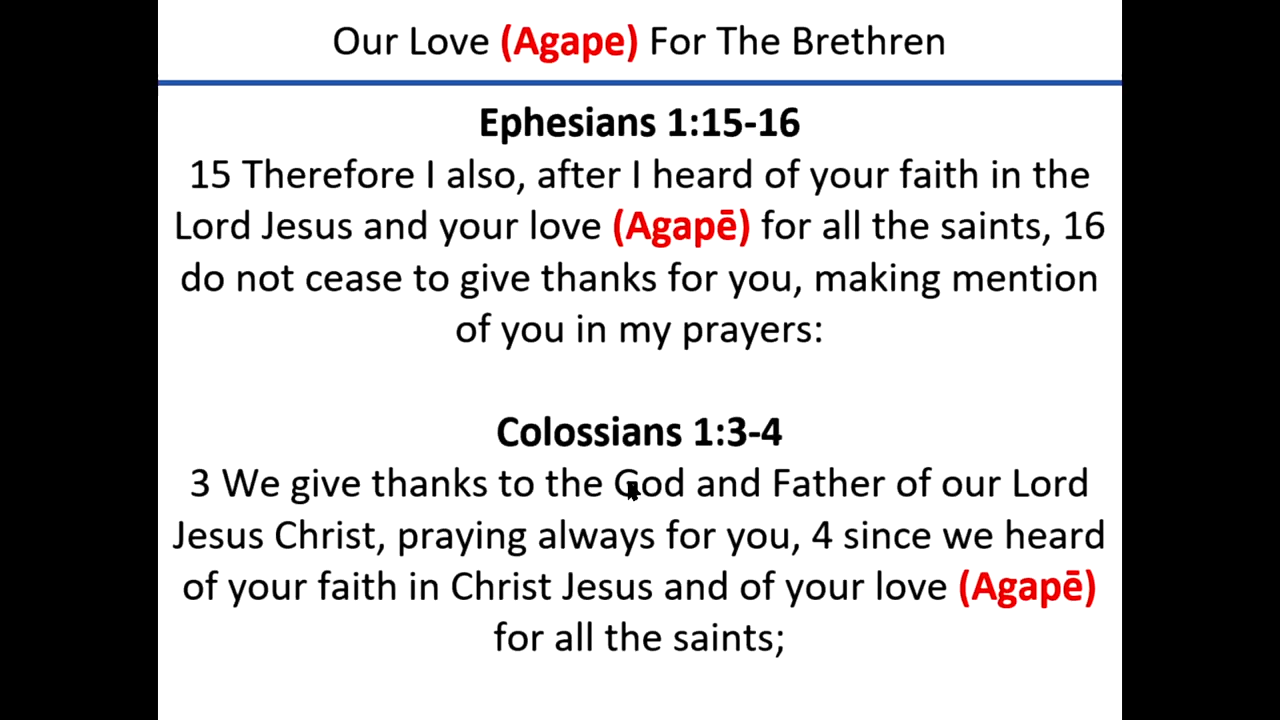 Our Love (Agape) For The Brethren
Ephesians 1:15-16
15 Therefore I also, after I heard of your faith in the
Lord Jesus and your love (Agapē) for all the saints, 16
do not cease to give thanks for you, making mention
of you in my prayers:
Colossians 1:3-4
3 We give thanks to the God and Father of our Lord
Jesus Christ, praying always for you, 4 since we heard
of your faith in Christ Jesus and of your love (Agapē)
for all the saints;